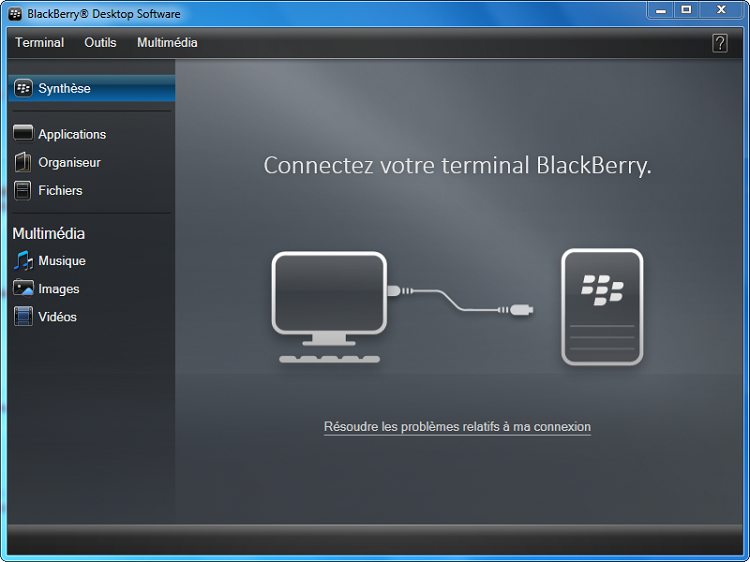 BlackBerry® Desktop Software
Terminal Outils Multimédia ?
Synthèse
Applications
Organiseur
Fichiers
Multimédia
Musique
Images
Vidéos
Connectez votre terminal BlackBerry.
Résoudre les problèmes relatifs à ma connexion